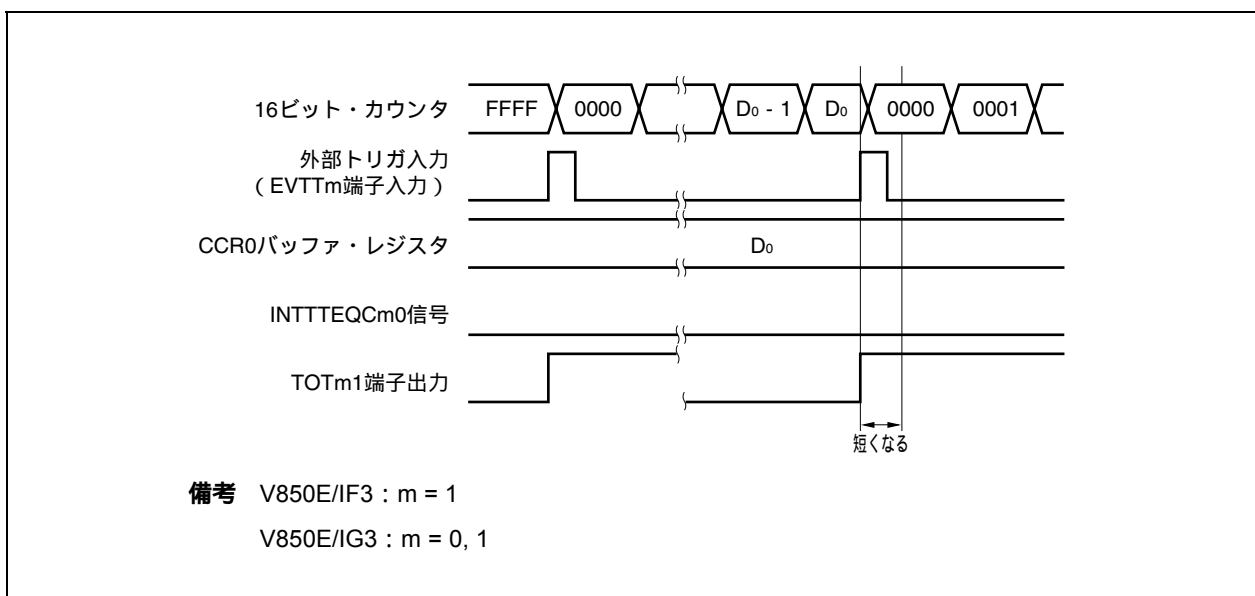 16ビット・カウンタ
FFFF 0000 D0 - 1 D0 0000 0001
外部トリガ入力
（EVTTm端子入力）
CCR0バッファ・レジスタ
D0
INTTTEQCm0信号
TOTm1端子出力
短くなる
備考 V850E/IF3：m = 1
V850E/IG3：m = 0, 1